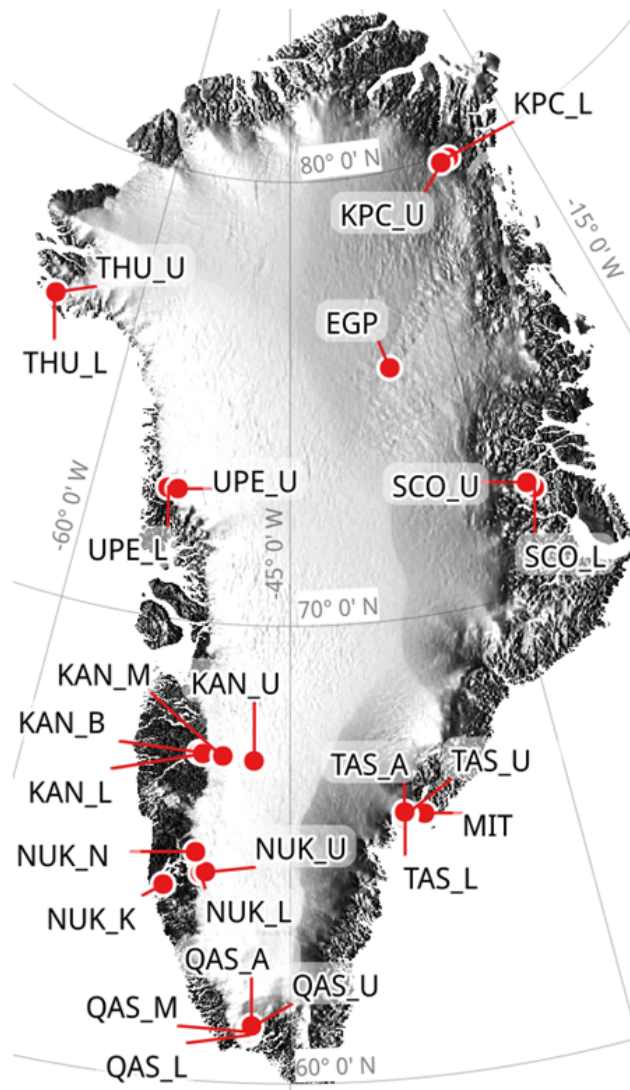 KPC_L
80° 0' N
KPC_U
-15° 0' W
THU_U
EGP
THU_L
-60° 0' W
UPE_U
SCO_U
UPE_L
-45° 0' W
SCO_L
70° 0' N
KAN_M
KAN_U
KAN_B
TAS_A
TAS_U
KAN_L
MIT
NUK_N
NUK_U
TAS_L
NUK_K
NUK_L
QAS_A
QAS_U
QAS_M
QAS_L
60° 0' N